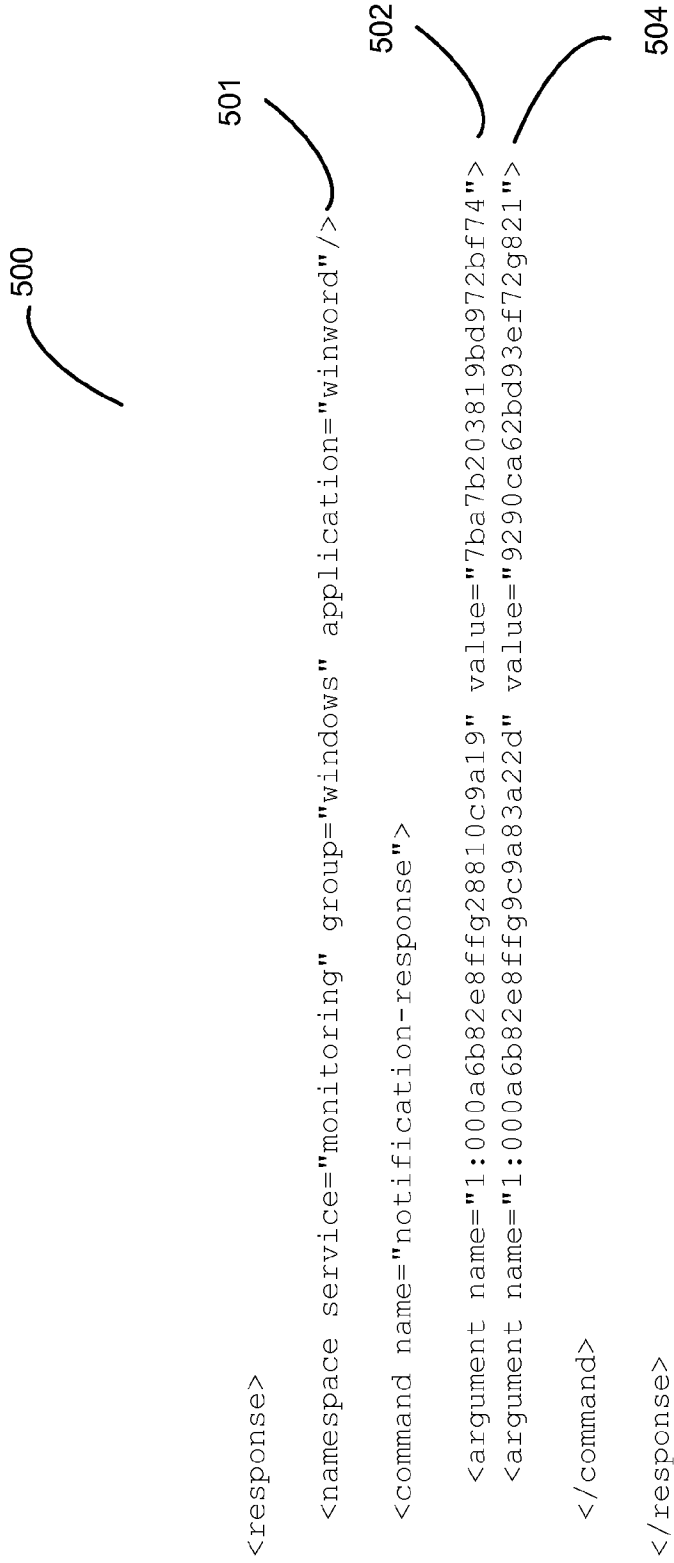 500
<response>
501
<namespace service="monitoring" group="windows" application="winword"/>
<command name="notification-response">
502
<argument name="1:000a6b82e8ffg28810c9a19" value="7ba7b203819bd972bf74">
<argument name="1:000a6b82e8ffg9c9a83a22d" value="9290ca62bd93ef72g821">
504
</command>
</response>